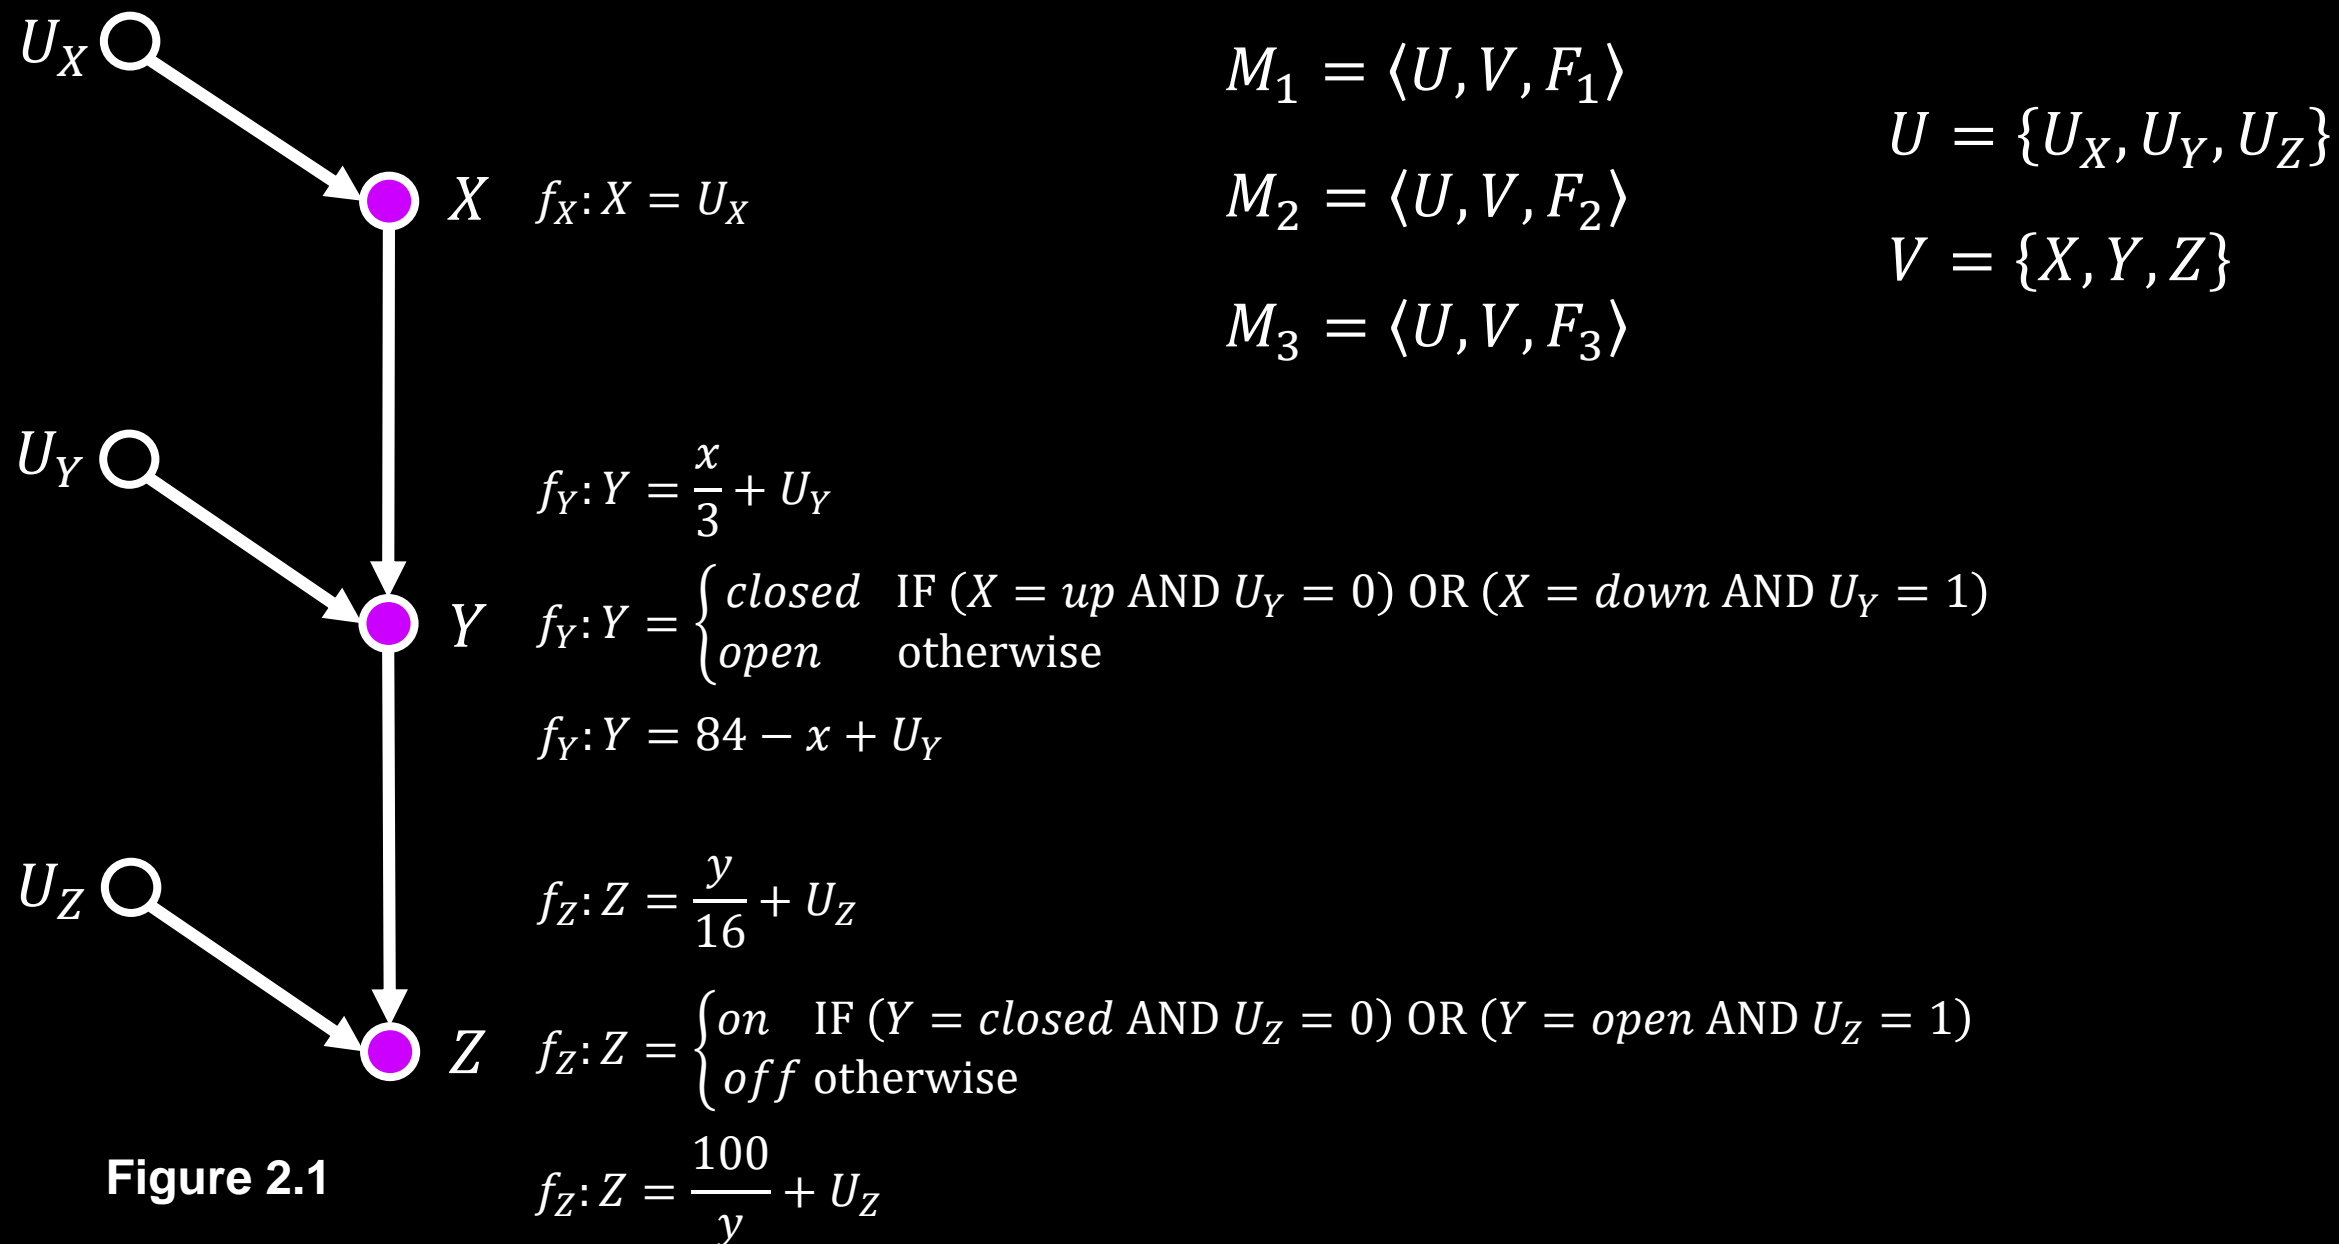 U_X
M_1 = ⟨U, V, F_1⟩
U = {U_X, U_Y, U_Z}
X f_X: X = U_X
M_2 = ⟨U, V, F_2⟩
V = {X, Y, Z}
M_3 = ⟨U, V, F_3⟩
U_Y
f_Y: Y = x/3 + U_Y
Y f_Y: Y = { closed IF (X = up AND U_Y = 0) OR (X = down AND U_Y = 1)
open otherwise
f_Y: Y = 84 − x + U_Y
U_Z
f_Z: Z = y/16 + U_Z
Z f_Z: Z = { on IF (Y = closed AND U_Z = 0) OR (Y = open AND U_Z = 1)
off otherwise
f_Z: Z = 100/y + U_Z
Figure 2.1